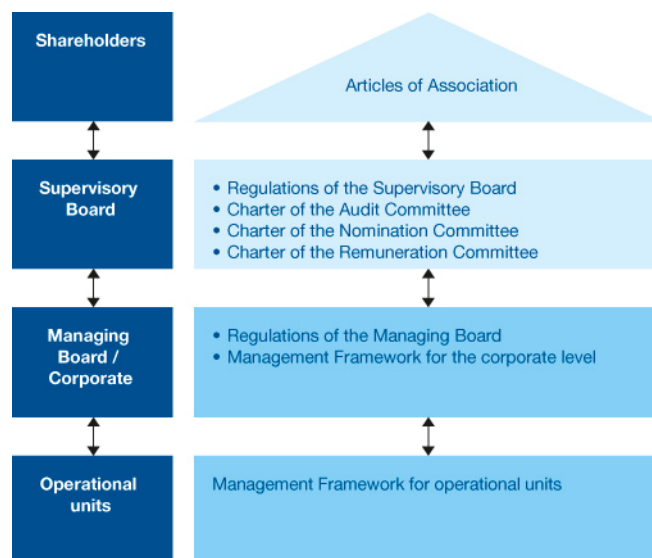 Shareholders
Articles of Association
Supervisory
Board
• Regulations of the Supervisory Board
• Charter of the Audit Committee
• Charter of the Nomination Committee
• Charter of the Remuneration Committee
Managing
Board /
Corporate
• Regulations of the Managing Board
• Management Framework for the corporate level
Operational
units
Management Framework for operational units